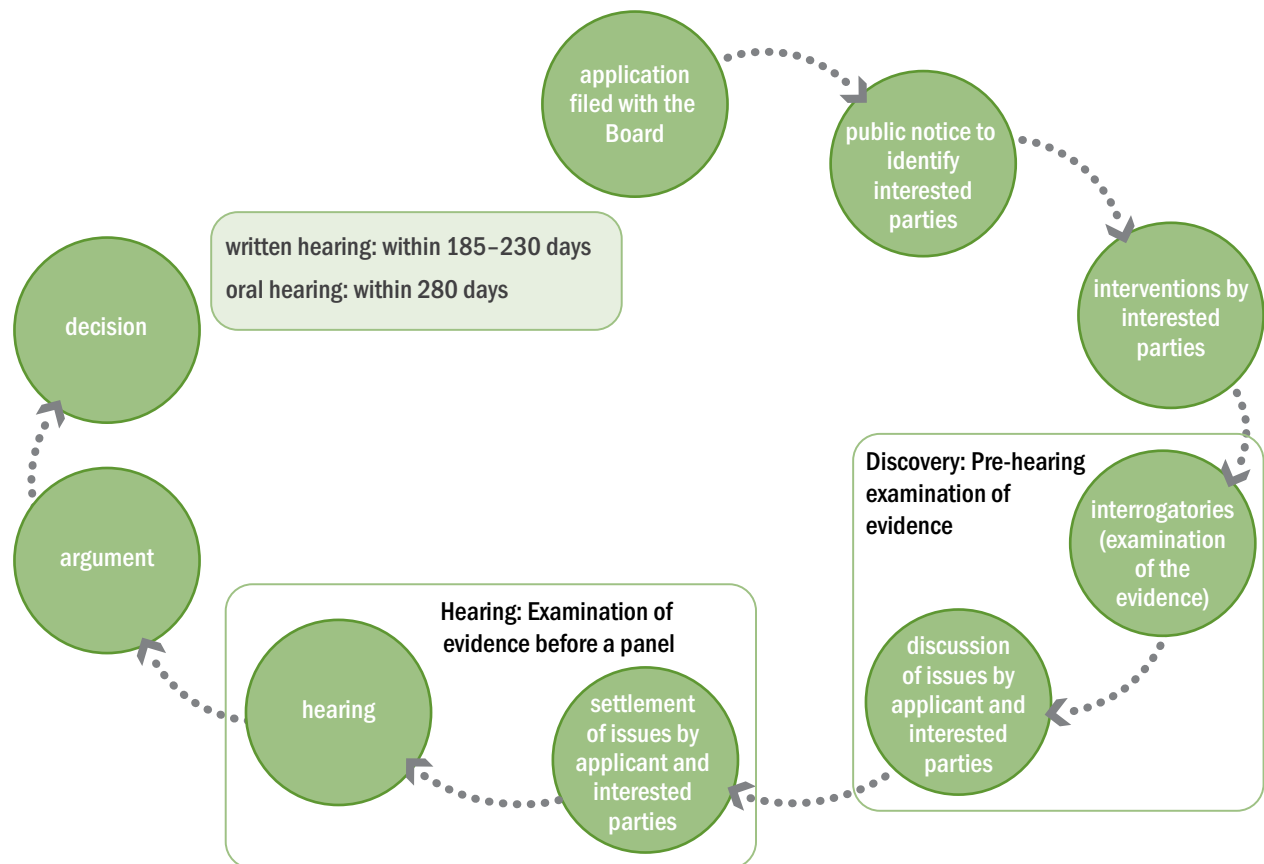 application
filed with the
Board
public notice to
identify
interested
parties
interventions by
interested
parties
Discovery: Pre-hearing
examination of
evidence
interrogatories
(examination
of the
evidence)
discussion
of issues by
applicant and
interested
parties
Hearing: Examination of
evidence before a panel
settlement
of issues by
applicant and
interested
parties
hearing
argument
decision
written hearing: within 185–230 days
oral hearing: within 280 days